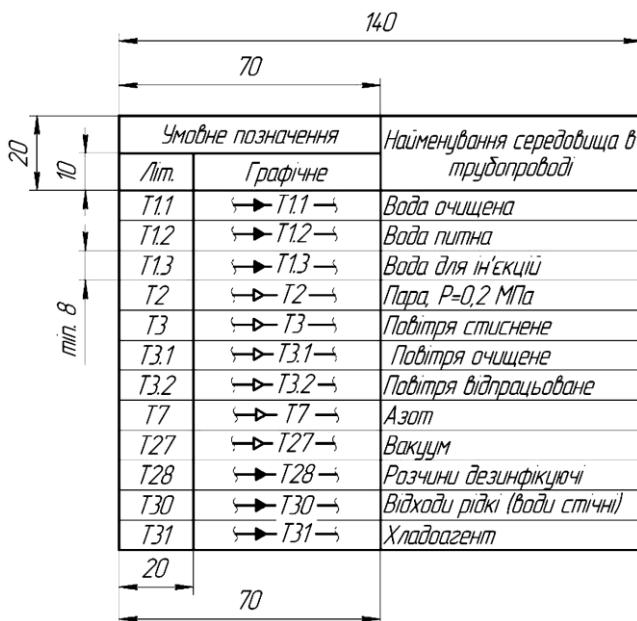 140
70
20
10
Умовне позначення
Найменування середовища в
трубопроводі
Літ.
Графічне
Т1.1 Т1.1 Вода очищена
Т1.2 Т1.2 Вода питна
Т1.3 Т1.3 Вода для ін'єкцій
Т2 Т2 Пара, Р=0,2 МПа
Т3 Т3 Повітря стиснене
Т3.1 Т3.1 Повітря очищене
Т3.2 Т3.2 Повітря відпрацьоване
Т7 Т7 Азот
Т27 Т27 Вакуум
Т28 Т28 Розчини дезинфікуючі
Т30 Т30 Відходи рідкі (води стічні)
Т31 Т31 Хладоагент
min. 8
20
70